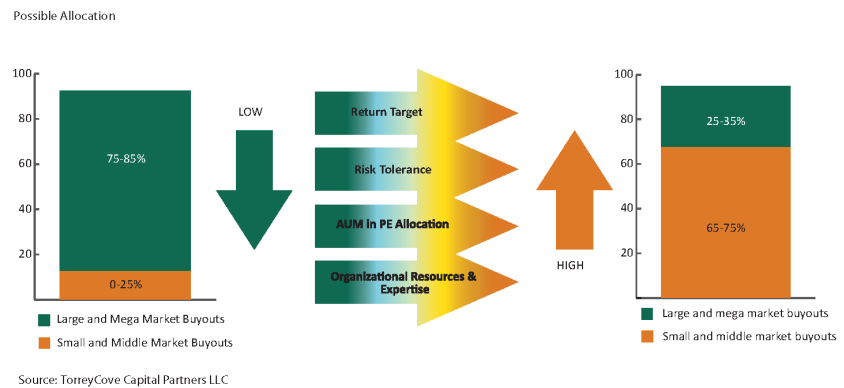 Possible Allocation
100
80
60
40
20
75-85%
0-25%
Large and Mega Market Buyouts
Small and Middle Market Buyouts
LOW
Return Target
Risk Tolerance
AUM in PE Allocation
Organizational Resources &
Expertise
HIGH
100
80
60
40
20
25-35%
65-75%
Large and mega market buyouts
Small and middle market buyouts
Source: TorreyCove Capital Partners LLC